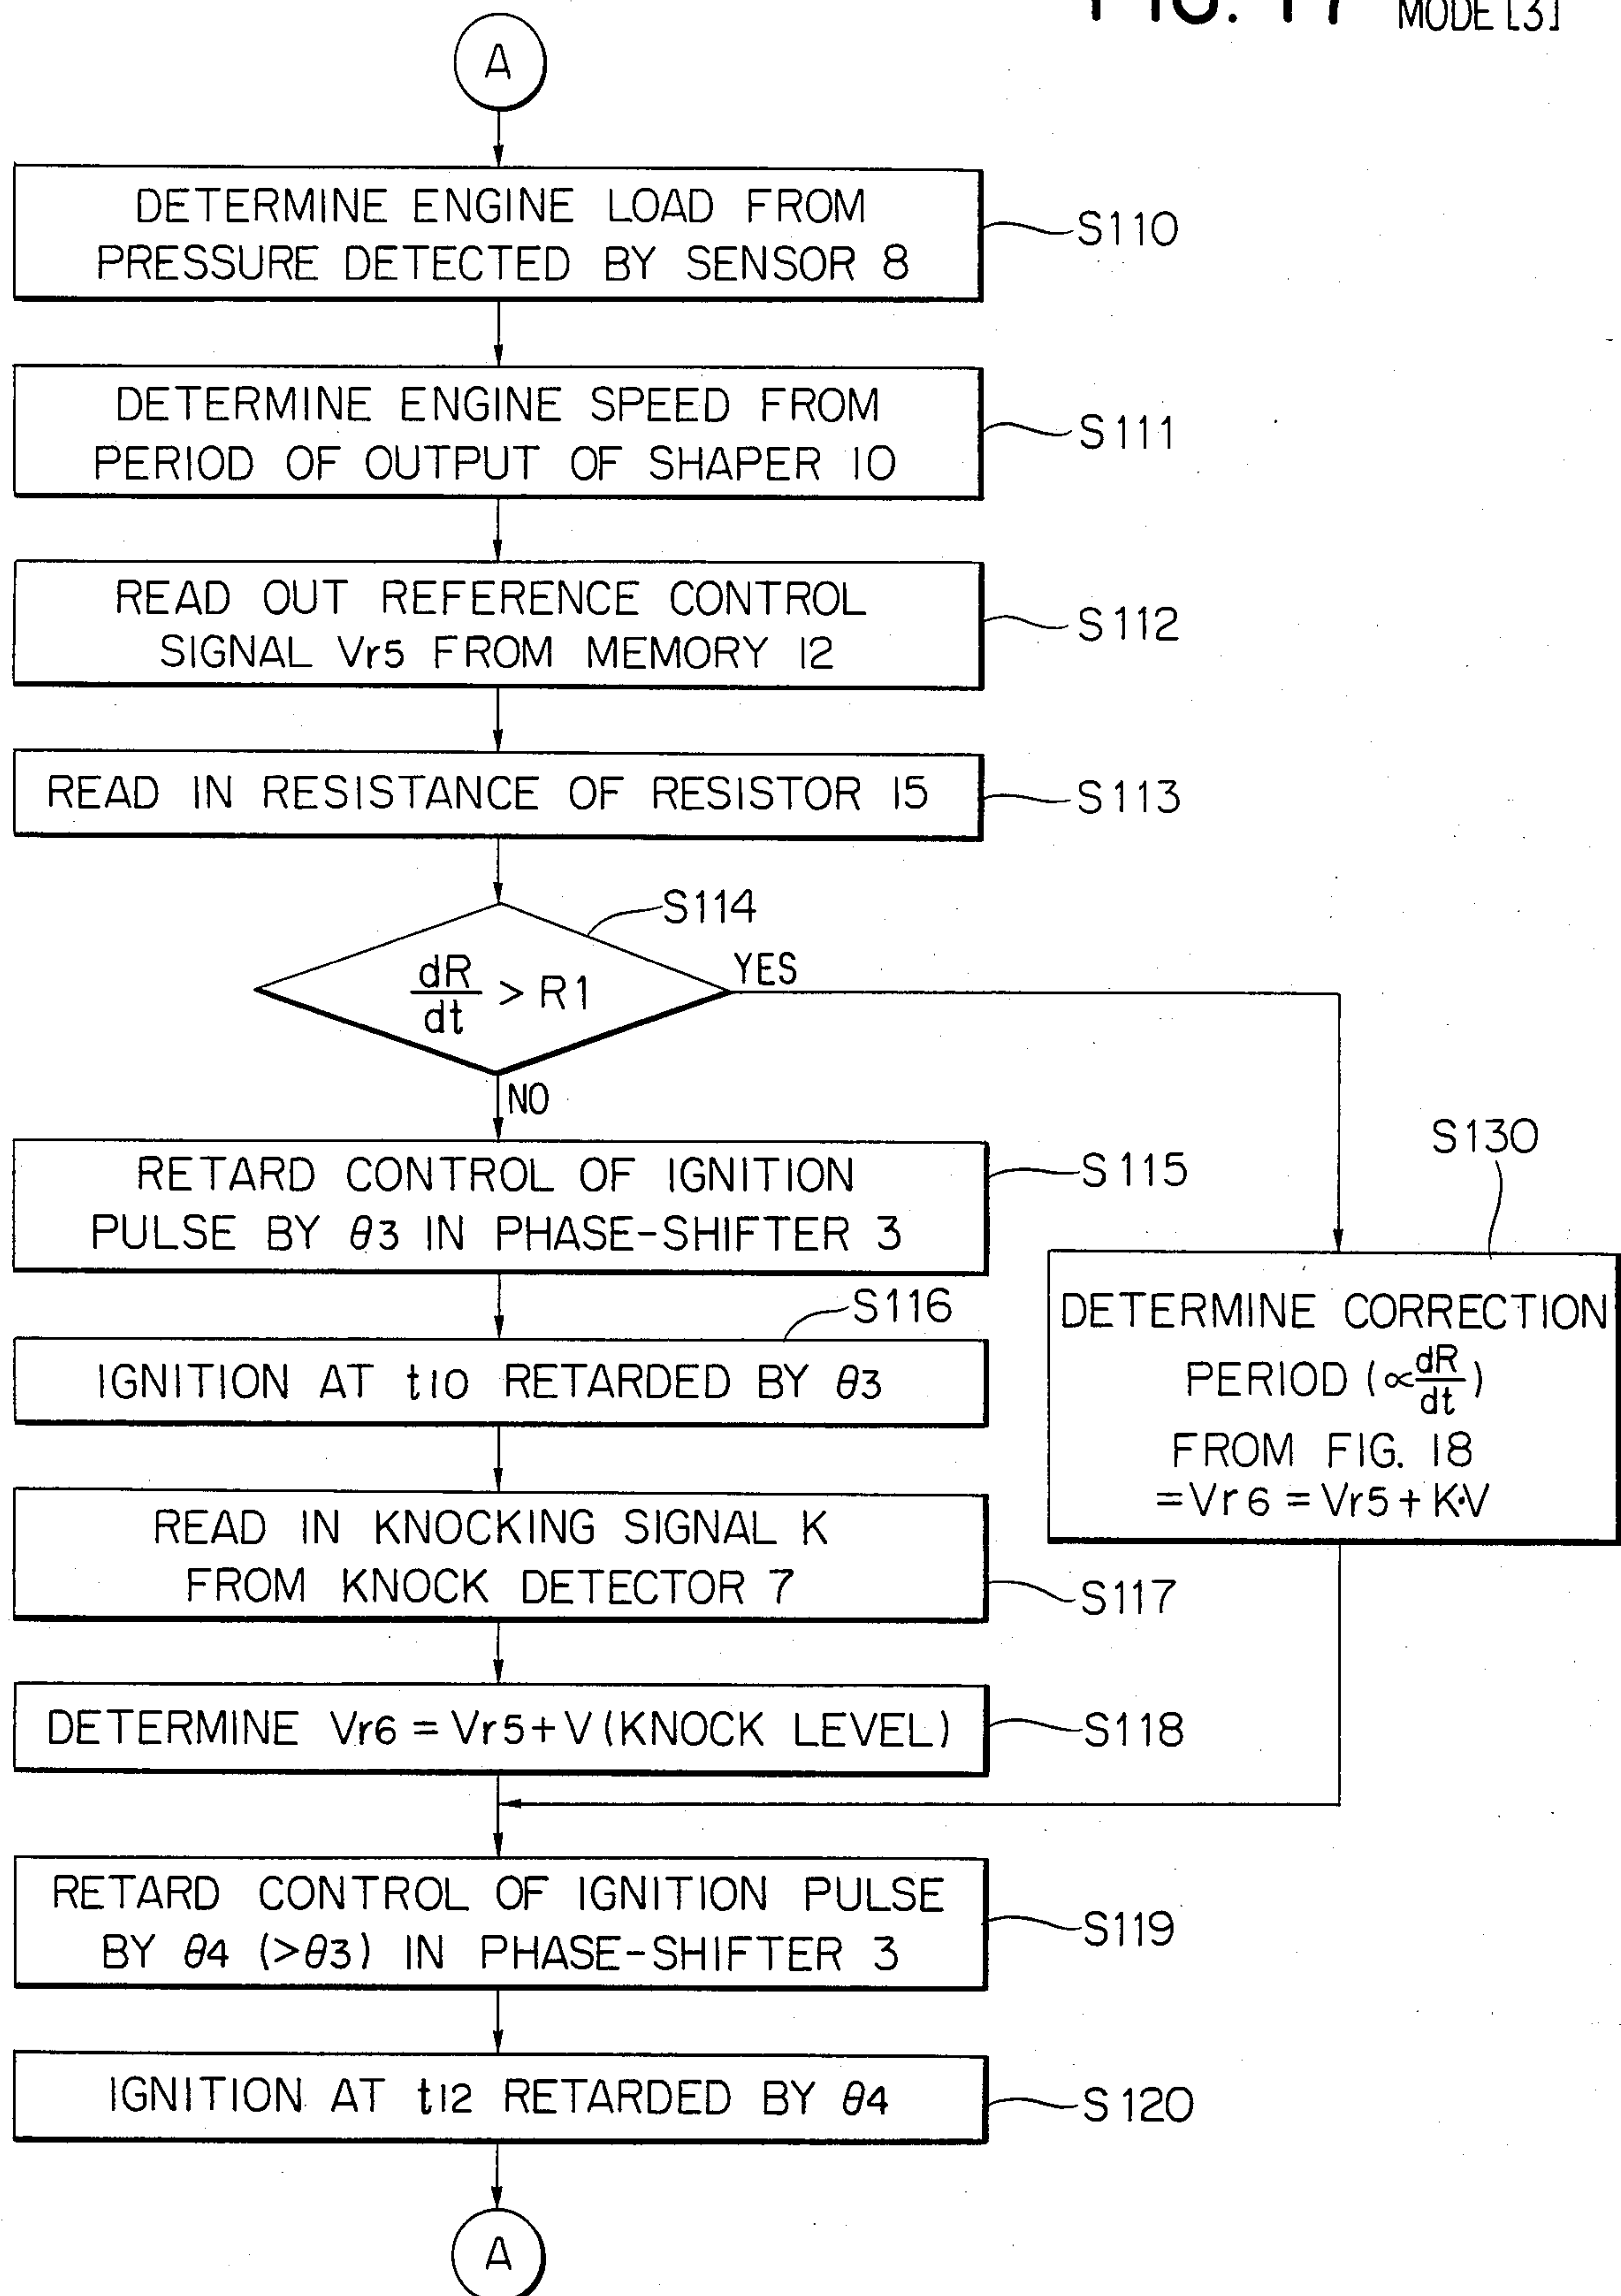 FIG. 17 MODE [3]
A
DETERMINE ENGINE LOAD FROM
PRESSURE DETECTED BY SENSOR 8
S110
DETERMINE ENGINE SPEED FROM
PERIOD OF OUTPUT OF SHAPER 10
S111
READ OUT REFERENCE CONTROL
SIGNAL Vr5 FROM MEMORY 12
S112
READ IN RESISTANCE OF RESISTOR 15
S113
S114
dR/dt > R1
YES
NO
RETARD CONTROL OF IGNITION
PULSE BY θ3 IN PHASE-SHIFTER 3
S115
S130
DETERMINE CORRECTION
PERIOD (∝dR/dt)
FROM FIG. 18
=Vr6 = Vr5 + K·V
S116
IGNITION AT t10 RETARDED BY θ3
READ IN KNOCKING SIGNAL K
FROM KNOCK DETECTOR 7
S117
DETERMINE Vr6 = Vr5+V (KNOCK LEVEL)
S118
RETARD CONTROL OF IGNITION PULSE
BY θ4 (>θ3) IN PHASE-SHIFTER 3
S119
IGNITION AT t12 RETARDED BY θ4
S120
A